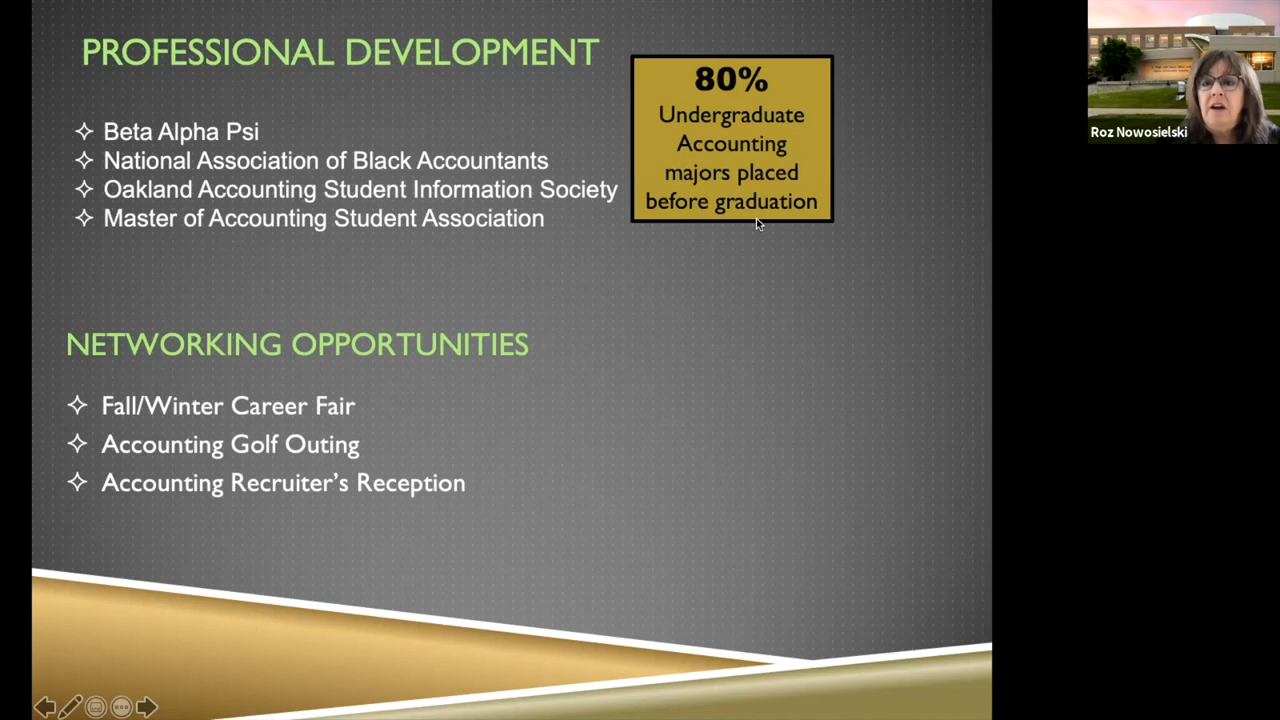 PROFESSIONAL DEVELOPMENT
Beta Alpha Psi
National Association of Black Accountants
Oakland Accounting Student Information Society
Master of Accounting Student Association
80%
Undergraduate
Accounting
majors placed
before graduation
NETWORKING OPPORTUNITIES
Fall/Winter Career Fair
Accounting Golf Outing
Accounting Recruiter's Reception
Roz Nowosielski